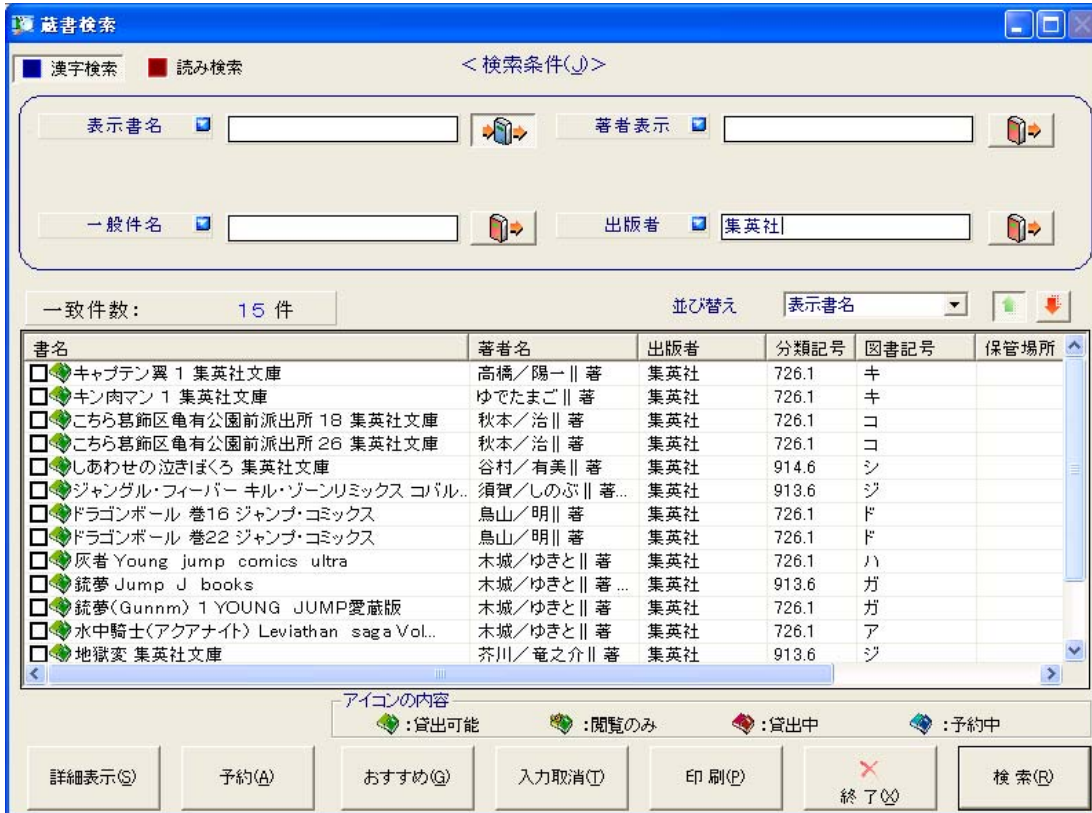 蔵書検索
漢字検索 読み検索 <検索条件(J)>
表示書名 著者表示
一般件名 出版者 集英社
一致件数: 15 件 並び替え 表示書名
書名 著者名 出版者 分類記号 図書記号 保管場所
キャプテン翼 1 集英社文庫 高橋/陽一∥著 集英社 726.1 キ
キン肉マン 1 集英社文庫 ゆでたまご∥著 集英社 726.1 キ
こちら葛飾区亀有公園前派出所 18 集英社文庫 秋本/治∥著 集英社 726.1 コ
こちら葛飾区亀有公園前派出所 26 集英社文庫 秋本/治∥著 集英社 726.1 コ
しあわせの泣きぼくろ 集英社文庫 谷村/有美∥著 集英社 914.6 シ
ジャングル・フィーバー キル・ゾーンリミックス コバル... 須賀/しのぶ∥著... 集英社 913.6 ジ
ドラゴンボール 巻16 ジャンプ・コミックス 鳥山/明∥著 集英社 726.1 ド
ドラゴンボール 巻22 ジャンプ・コミックス 鳥山/明∥著 集英社 726.1 ド
灰者 Young jump comics ultra 木城/ゆきと∥著 集英社 726.1 ハ
銃夢 Jump J books 木城/ゆきと∥著... 集英社 913.6 ガ
銃夢(Gunnm) 1 YOUNG JUMP愛蔵版 木城/ゆきと∥著 集英社 726.1 ガ
水中騎士(アクアナイト) Leviathan saga Vol... 木城/ゆきと∥著 集英社 726.1 ア
地獄変 集英社文庫 芥川/竜之介∥著 集英社 913.6 ジ
アイコンの内容
:貸出可能 :閲覧のみ :貸出中 :予約中
詳細表示(S) 予約(A) おすすめ(G) 入力取消(T) 印刷(P) 終了(X) 検索(R)